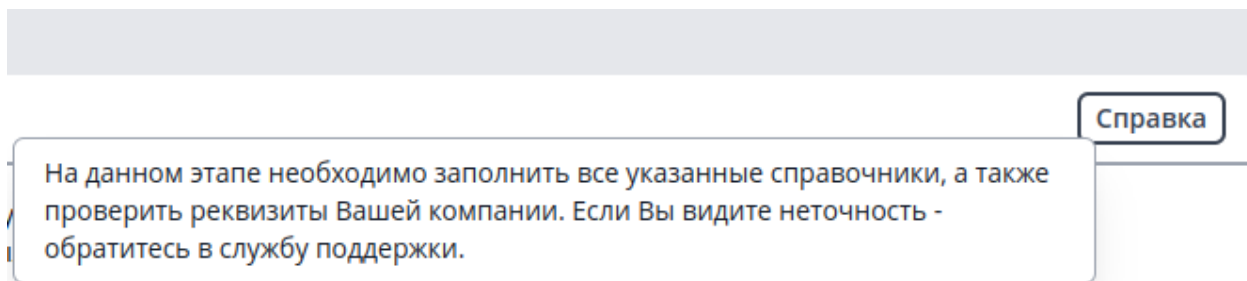 Справка
На данном этапе необходимо заполнить все указанные справочники, а также
проверить реквизиты Вашей компании. Если Вы видите неточность -
обратитесь в службу поддержки.